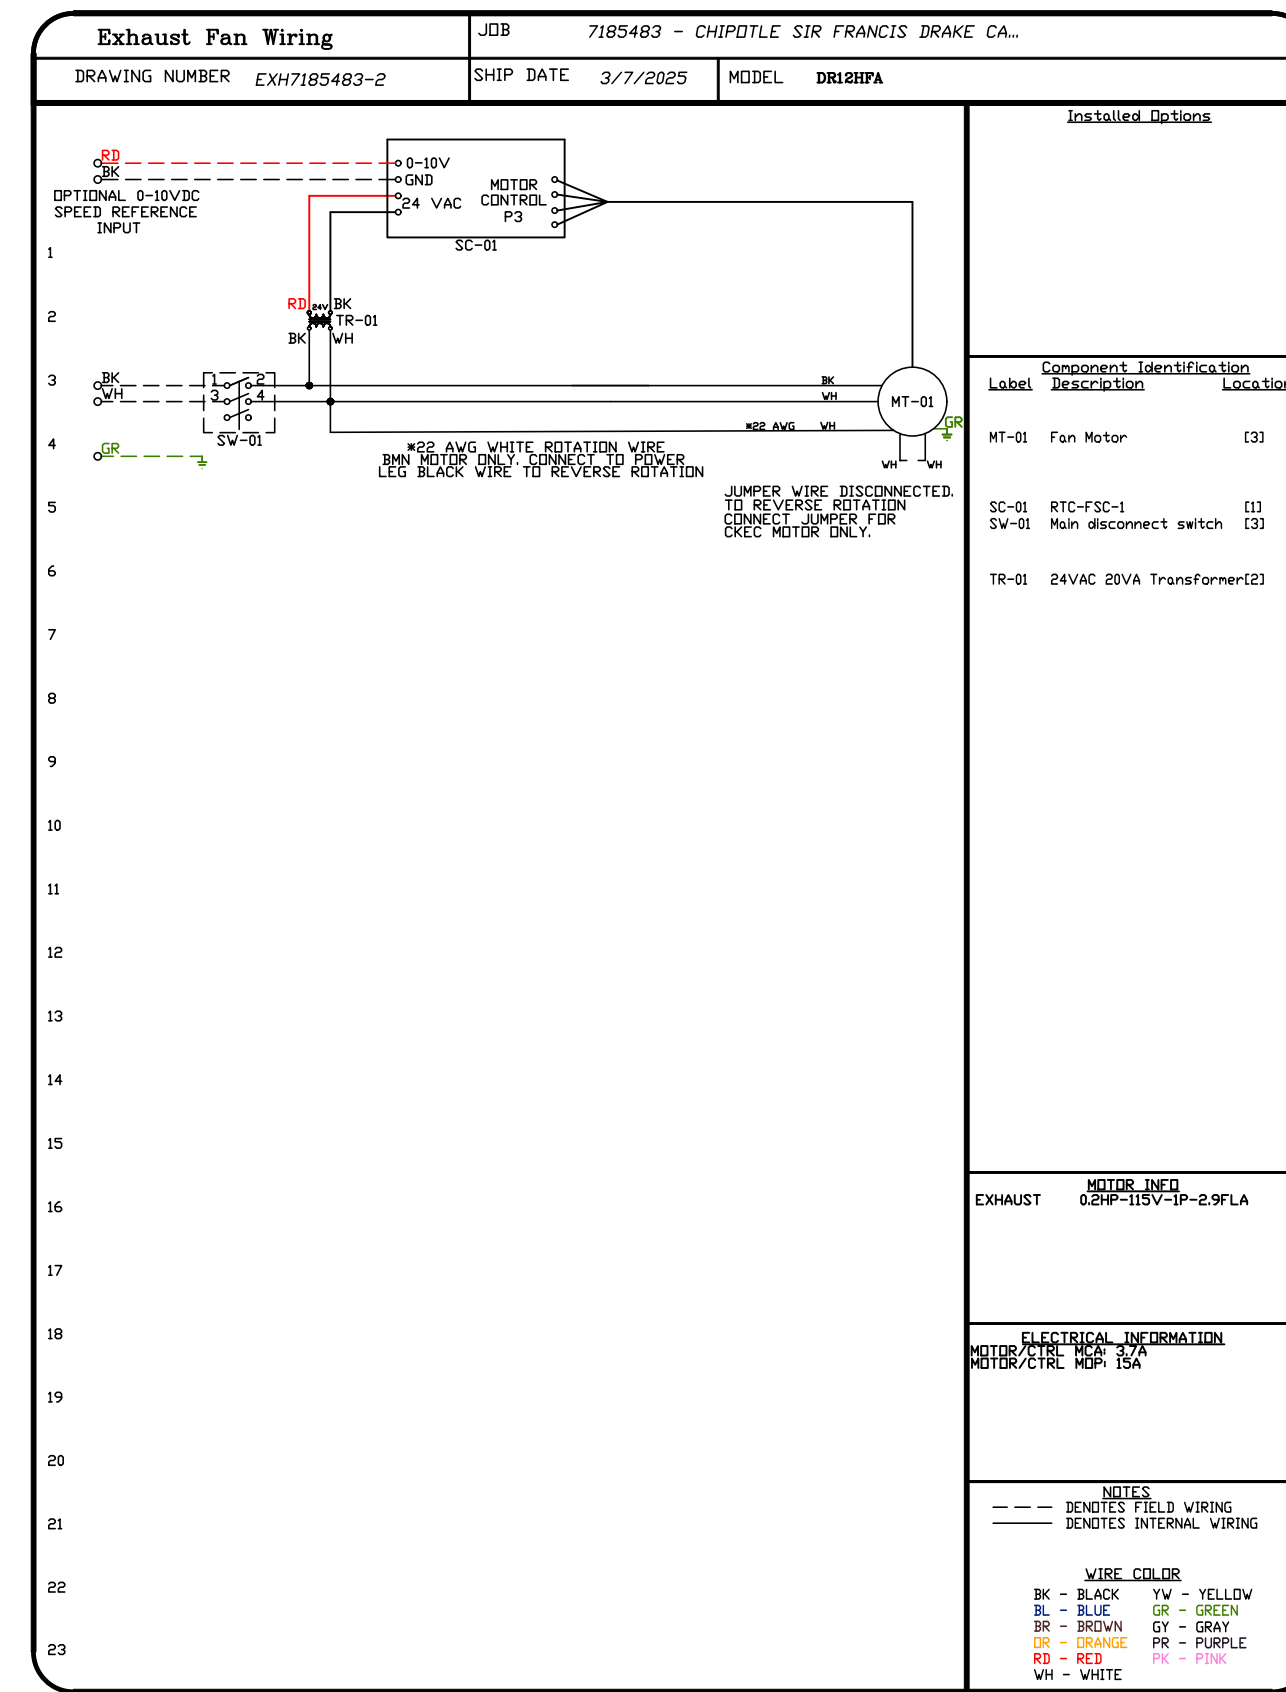 Exhaust Fan Wiring
JOB 7185483 - CHIPOTLE SIR FRANCIS DRAKE CA...
DRAWING NUMBER EXH7185483-2
SHIP DATE 3/7/2025
MODEL DR12HFA
RD
BK
OPTIONAL 0-10VDC
SPEED REFERENCE
INPUT
0-10V
GND
24 VAC
MOTOR
CONTROL
P3
SC-01
RD 24V BK
TR-01
BK WH
BK
WH
1 2
3 4
SW-01
GR
BK
WH
*22 AWG WH
MT-01
GR
WH WH
*22 AWG WHITE ROTATION WIRE
BMN MOTOR ONLY. CONNECT TO POWER
LEG BLACK WIRE TO REVERSE ROTATION
JUMPER WIRE DISCONNECTED.
TO REVERSE ROTATION
CONNECT JUMPER FOR
CKEC MOTOR ONLY.
1
2
3
4
5
6
7
8
9
10
11
12
13
14
15
16
17
18
19
20
21
22
23
Installed Options
Component Identification
Label Description Location
MT-01 Fan Motor [3]
SC-01 RTC-FSC-1 [1]
SW-01 Main disconnect switch [3]
TR-01 24VAC 20VA Transformer[2]
MOTOR INFO
EXHAUST 0.2HP-115V-1P-2.9FLA
ELECTRICAL INFORMATION
MOTOR/CTRL MCA: 3.7A
MOTOR/CTRL MOP: 15A
NOTES
DENOTES FIELD WIRING
DENOTES INTERNAL WIRING
WIRE COLOR
BK - BLACK YW - YELLOW
BL - BLUE GR - GREEN
BR - BROWN GY - GRAY
OR - ORANGE PR - PURPLE
RD - RED PK - PINK
WH - WHITE